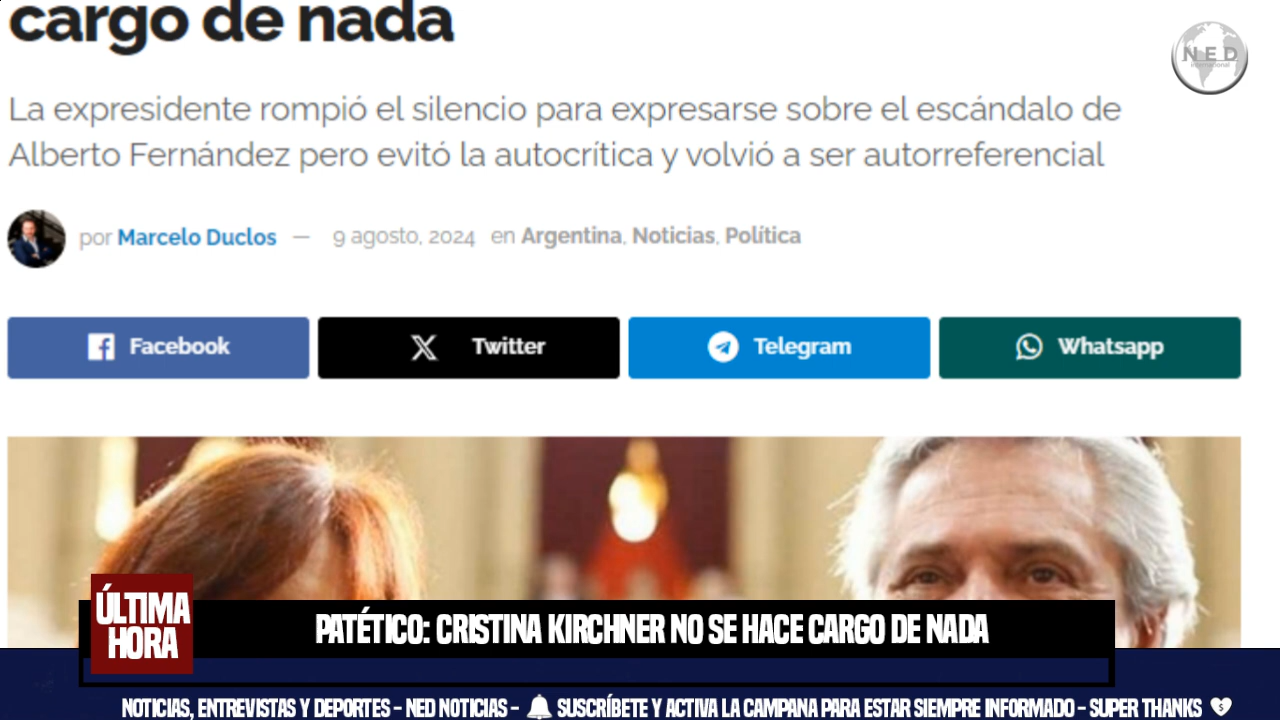 cargo de nada
NED
international
La expresidente rompió el silencio para expresarse sobre el escándalo de
Alberto Fernández pero evitó la autocrítica y volvió a ser autorreferencial
por Marcelo Duclos — 9 agosto, 2024 en Argentina, Noticias, Política
Facebook
Twitter
Telegram
Whatsapp
ÚLTIMA
HORA
PATÉTICO: CRISTINA KIRCHNER NO SE HACE CARGO DE NADA
NOTICIAS, ENTREVISTAS Y DEPORTES - NED NOTICIAS - SUSCRÍBETE Y ACTIVA LA CAMPANA PARA ESTAR SIEMPRE INFORMADO - SUPER THANKS